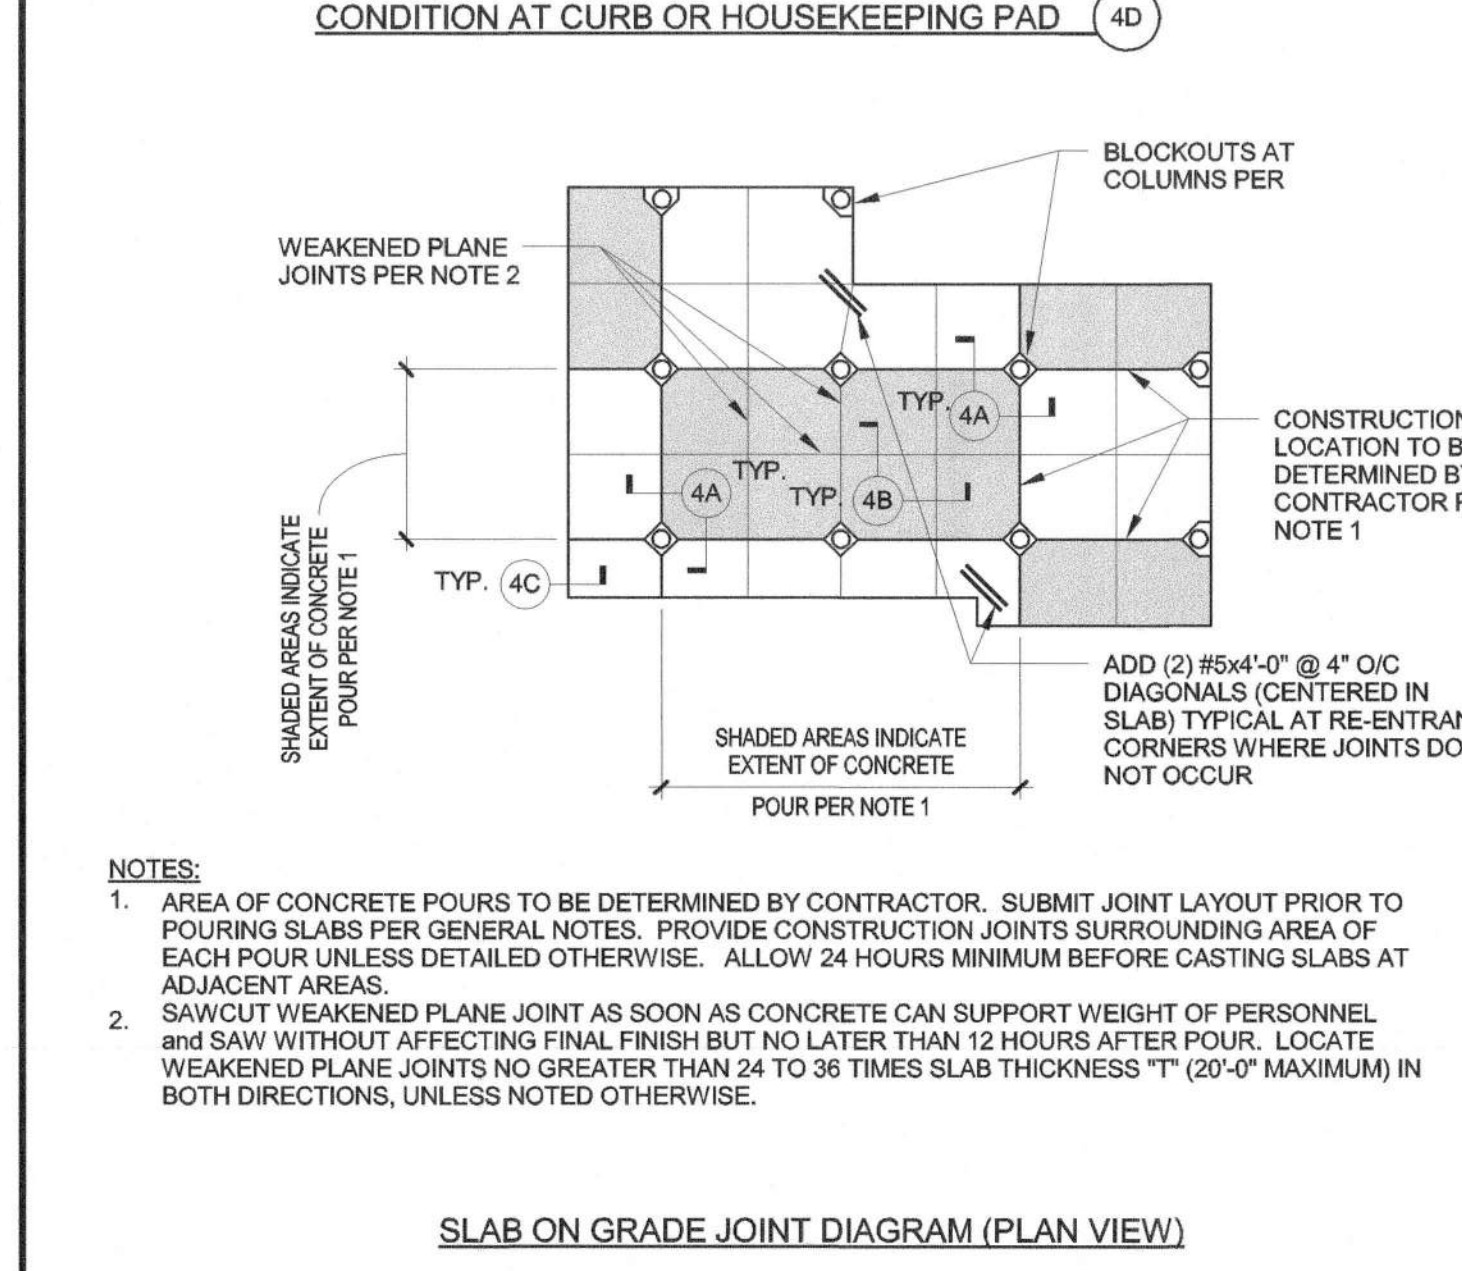 CONDITION AT CURB OR HOUSEKEEPING PAD 4D
BLOCKOUTS AT
COLUMNS PER
WEAKENED PLANE
JOINTS PER NOTE 2
TYP. 4A
CONSTRUCTION
LOCATION TO B
DETERMINED BY
CONTRACTOR P
NOTE 1
4A TYP.
TYP. 4B
TYP. 4C
SHADED AREAS INDICATE
EXTENT OF CONCRETE
POUR PER NOTE 1
ADD (2) #5x4'-0" @ 4" O/C
DIAGONALS (CENTERED IN
SLAB) TYPICAL AT RE-ENTRAN
CORNERS WHERE JOINTS DO
NOT OCCUR
SHADED AREAS INDICATE
EXTENT OF CONCRETE
POUR PER NOTE 1
NOTES:
1. AREA OF CONCRETE POURS TO BE DETERMINED BY CONTRACTOR. SUBMIT JOINT LAYOUT PRIOR TO
POURING SLABS PER GENERAL NOTES. PROVIDE CONSTRUCTION JOINTS SURROUNDING AREA OF
EACH POUR UNLESS DETAILED OTHERWISE. ALLOW 24 HOURS MINIMUM BEFORE CASTING SLABS AT
ADJACENT AREAS.
2. SAWCUT WEAKENED PLANE JOINT AS SOON AS CONCRETE CAN SUPPORT WEIGHT OF PERSONNEL
and SAW WITHOUT AFFECTING FINAL FINISH BUT NO LATER THAN 12 HOURS AFTER POUR. LOCATE
WEAKENED PLANE JOINTS NO GREATER THAN 24 TO 36 TIMES SLAB THICKNESS "T" (20'-0" MAXIMUM) IN
BOTH DIRECTIONS, UNLESS NOTED OTHERWISE.
SLAB ON GRADE JOINT DIAGRAM (PLAN VIEW)